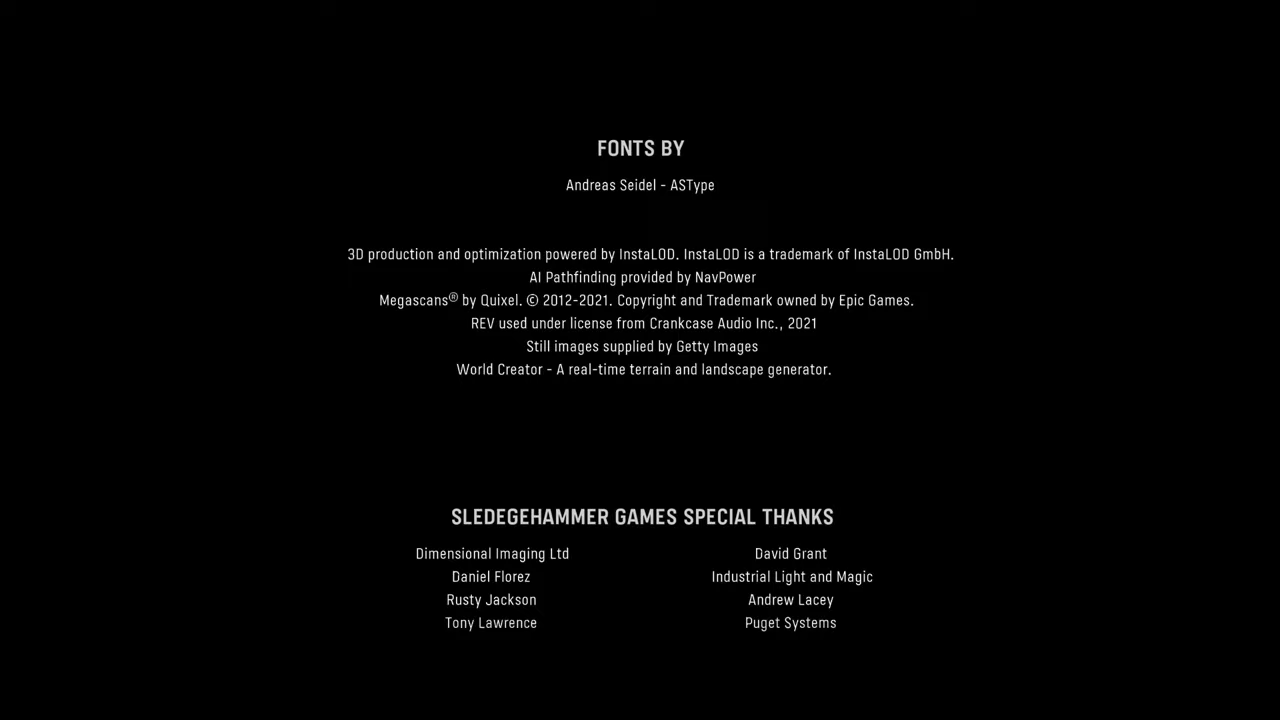 FONTS BY
Andreas Seidel - ASType
3D production and optimization powered by InstaLOD. InstaLOD is a trademark of InstaLOD GmbH.
AI Pathfinding provided by NavPower
Megascans® by Quixel. © 2012-2021. Copyright and Trademark owned by Epic Games.
REV used under license from Crankcase Audio Inc., 2021
Still images supplied by Getty Images
World Creator - A real-time terrain and landscape generator.
SLEDGEHAMMER GAMES SPECIAL THANKS
Dimensional Imaging Ltd David Grant
Daniel Florez Industrial Light and Magic
Rusty Jackson Andrew Lacey
Tony Lawrence Puget Systems